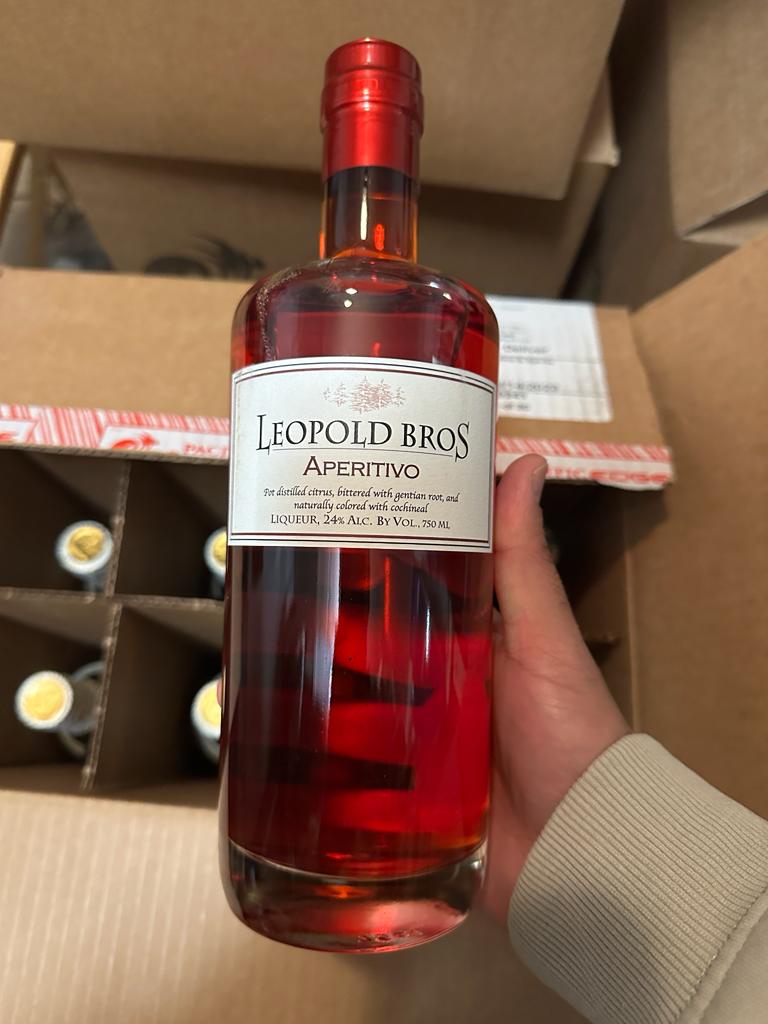 LEOPOLD BROS
APERITIVO
Pot distilled citrus, bittered with gentian root, and
naturally colored with cochineal
LIQUEUR, 24% ALC. BY VOL., 750 ML
EDGE